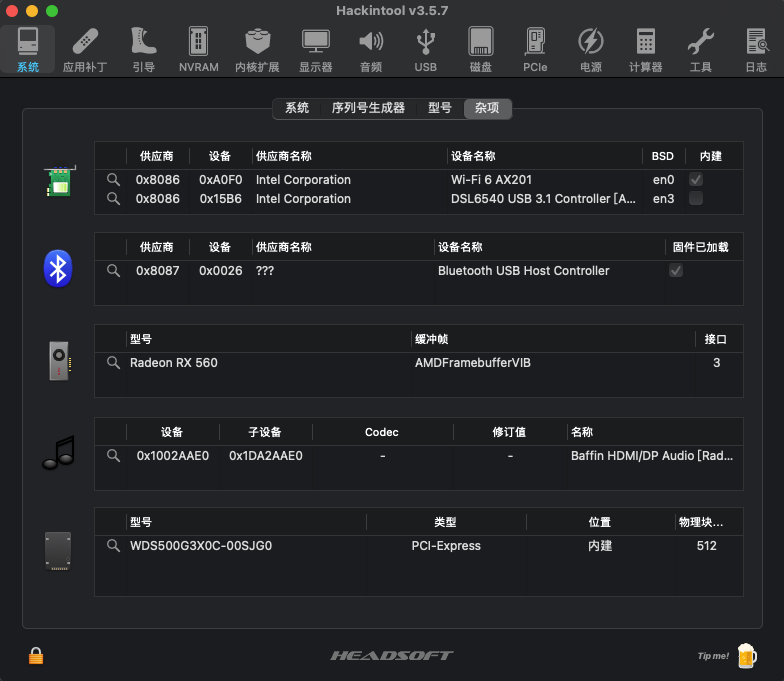 Hackintool v3.5.7
系统 应用补丁 引导 NVRAM 内核扩展 显示器 音频 USB 磁盘 PCIe 电源 计算器 工具 日志
系统 序列号生成器 型号 杂项
供应商 设备 供应商名称 设备名称 BSD 内建
0x8086 0xA0F0 Intel Corporation Wi-Fi 6 AX201 en0
0x8086 0x15B6 Intel Corporation DSL6540 USB 3.1 Controller [A... en3
供应商 设备 供应商名称 设备名称 固件已加载
0x8087 0x0026 ??? Bluetooth USB Host Controller
型号 缓冲帧 接口
Radeon RX 560 AMDFramebufferVIB 3
设备 子设备 Codec 修订值 名称
0x1002AAE0 0x1DA2AAE0 - - Baffin HDMI/DP Audio [Rad...
型号 类型 位置 物理块...
WDS500G3X0C-00SJG0 PCI-Express 内建 512
HEADSOFT Tip me!